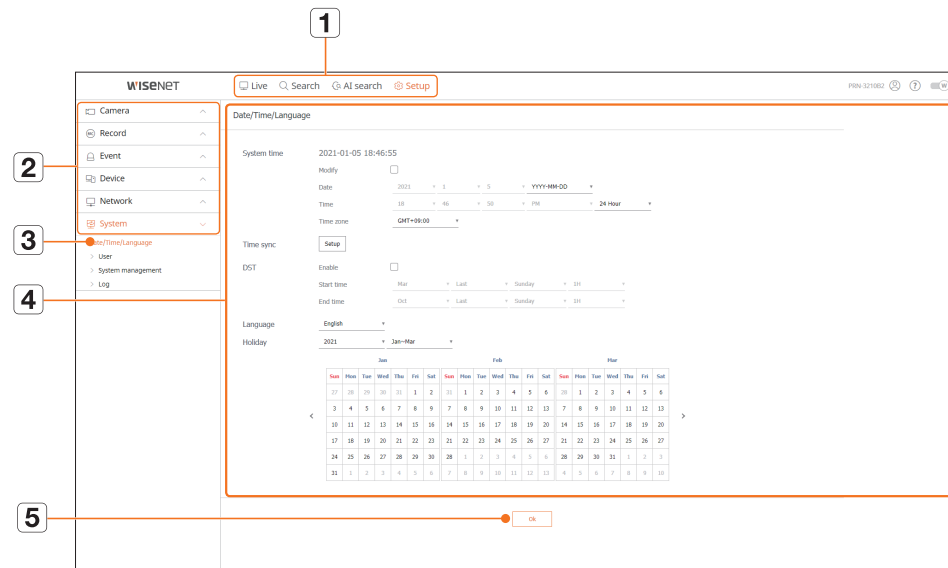 1
WISENET
Live Search AI search Setup
PRN-3210B2 ? W
Camera
Record
Event
Device
Network
System
Date/Time/Language
> User
> System management
> Log
2
3
4
5
Date/Time/Language
System time 2021-01-05 18:46:55
Modify
Date 2021 1 5 YYYY-MM-DD
Time 18 46 50 PM 24 Hour
Time zone GMT+09:00
Time sync Setup
DST Enable
Start time Mar Last Sunday 1H
End time Oct Last Sunday 1H
Language English
Holiday 2021 Jan~Mar
Jan Feb Mar
Sun Mon Tue Wed Thu Fri Sat Sun Mon Tue Wed Thu Fri Sat Sun Mon Tue Wed Thu Fri Sat
27 28 29 30 31 1 2 31 1 2 3 4 5 6 28 1 2 3 4 5 6
3 4 5 6 7 8 9 7 8 9 10 11 12 13 7 8 9 10 11 12 13
< 10 11 12 13 14 15 16 14 15 16 17 18 19 20 14 15 16 17 18 19 20 >
17 18 19 20 21 22 23 21 22 23 24 25 26 27 21 22 23 24 25 26 27
24 25 26 27 28 29 30 28 1 2 3 4 5 6 28 29 30 31 1 2 3
31 1 2 3 4 5 6 7 8 9 10 11 12 13 4 5 6 7 8 9 10
Ok